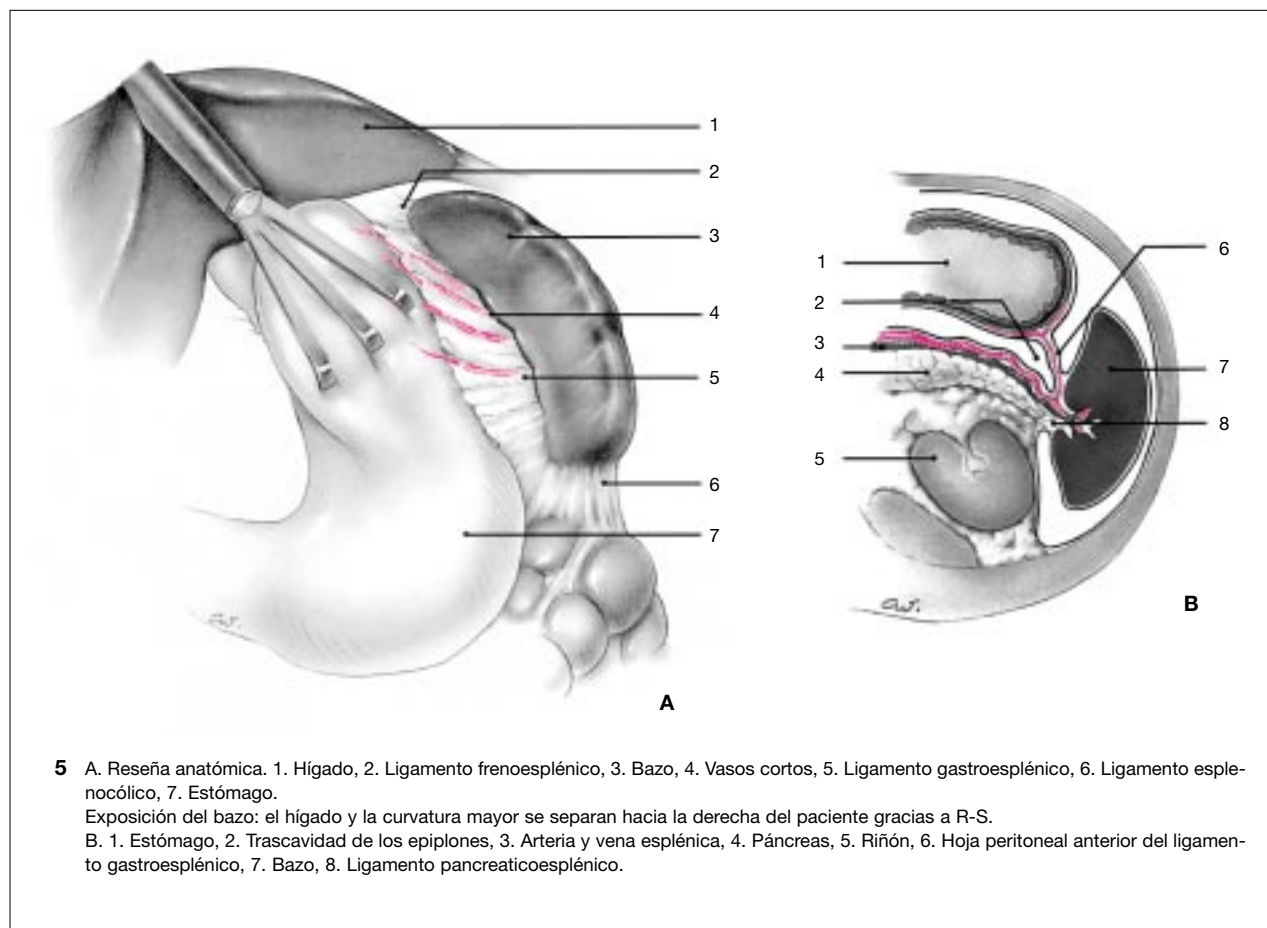 1
2
3
4
5
6
7
A
1
2
3
4
5
6
7
8
B
5 A. Reseña anatómica. 1. Hígado, 2. Ligamento frenoesplénico, 3. Bazo, 4. Vasos cortos, 5. Ligamento gastroesplénico, 6. Ligamento esple-
nocólico, 7. Estómago.
Exposición del bazo: el hígado y la curvatura mayor se separan hacia la derecha del paciente gracias a R-S.
B. 1. Estómago, 2. Trascavidad de los epiplones, 3. Arteria y vena esplénica, 4. Páncreas, 5. Riñón, 6. Hoja peritoneal anterior del ligamen-
to gastroesplénico, 7. Bazo, 8. Ligamento pancreaticoesplénico.